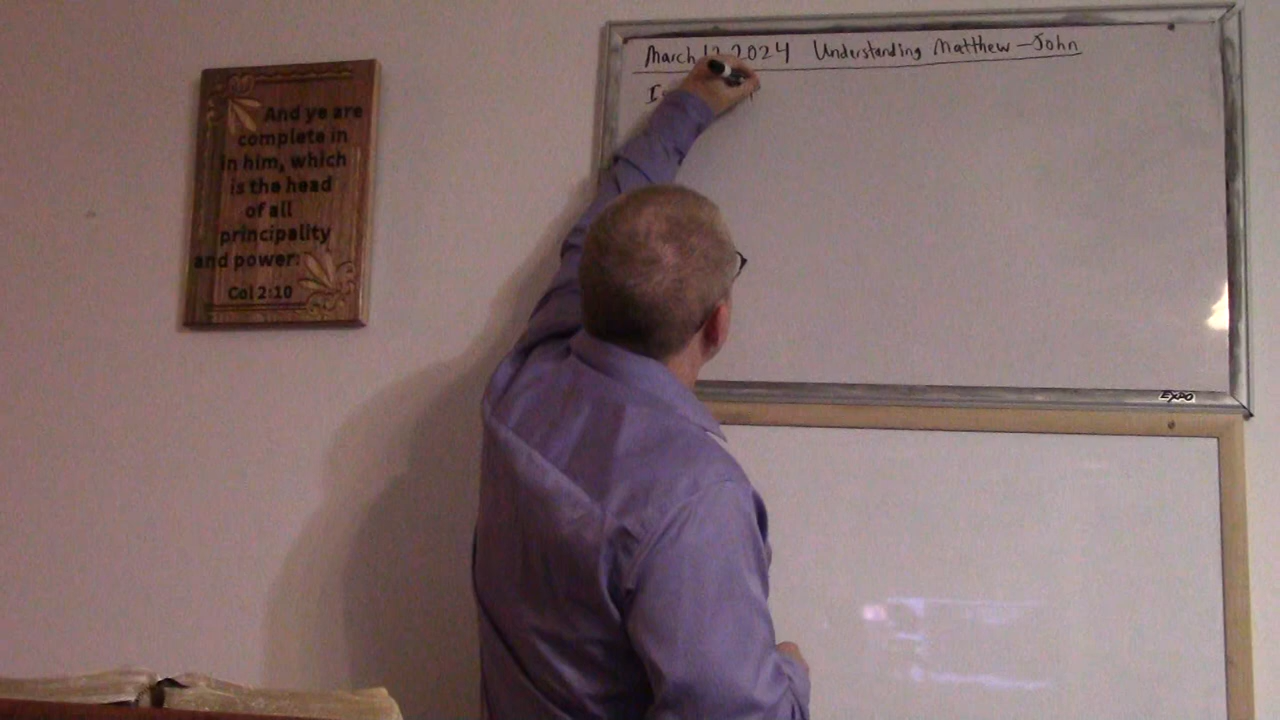 And ye are
complete in
in him, which
is the head
of all
principality
and power:
Col 2:10
March 2024 Understanding Matthew - John
EXPO